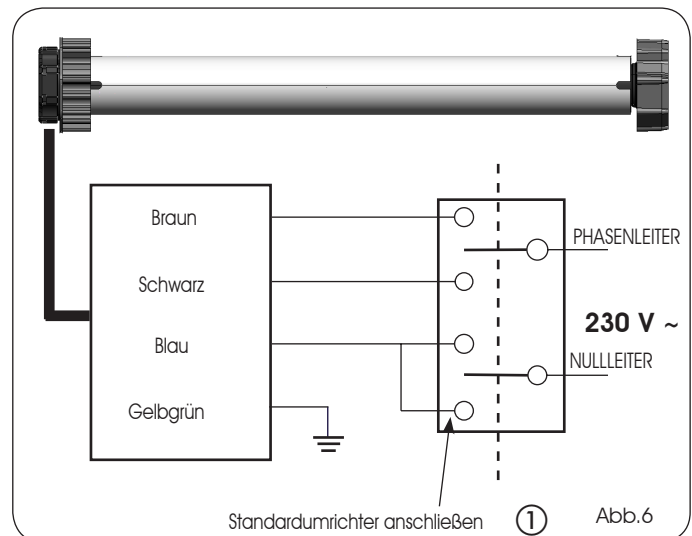 Braun
PHASENLEITER
Schwarz
230 V ~
Blau
NULLLEITER
Gelbgrün
Standardumrichter anschließen
1
Abb.6